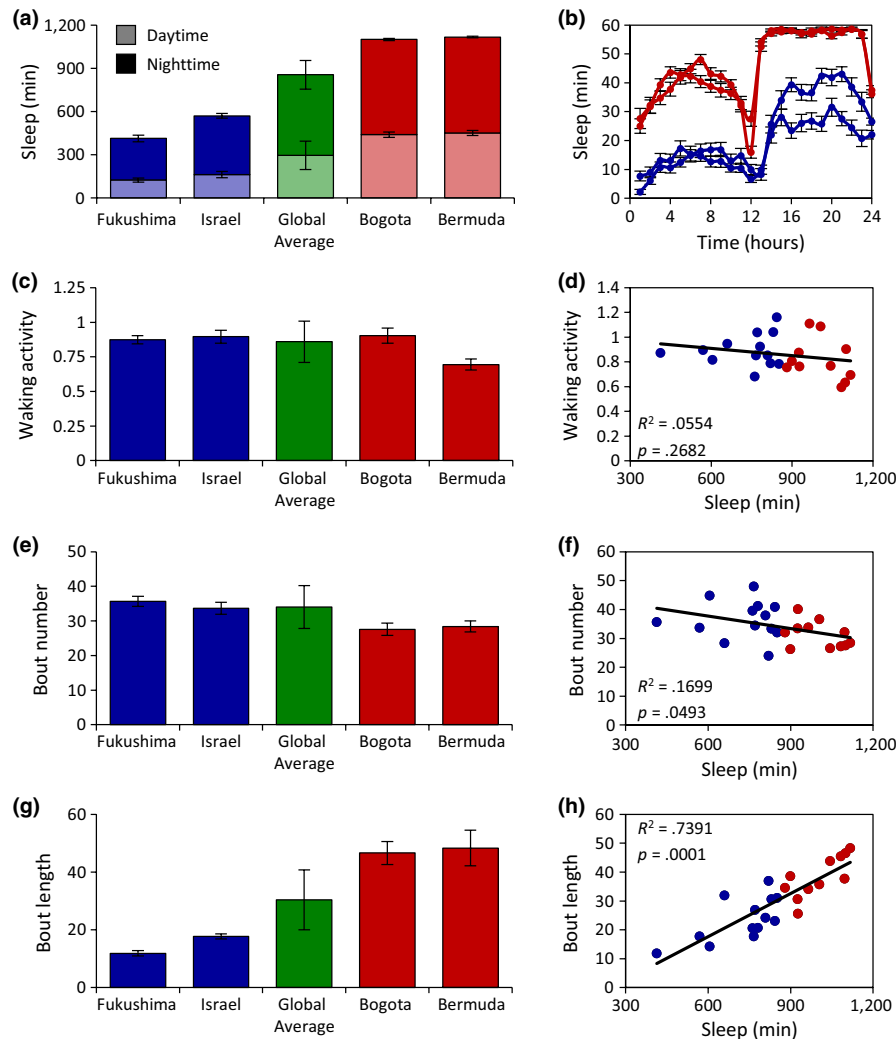 (a)
1,200
900
600
300
0
Sleep (min)
Daytime
Nighttime
Fukushima Israel Global Average Bogota Bermuda
(b)
60
50
40
30
20
10
0
Sleep (min)
0 4 8 12 16 20 24
Time (hours)
(c)
1.25
1
0.75
0.5
0.25
0
Waking activity
Fukushima Israel Global Average Bogota Bermuda
(d)
1.4
1.2
1
0.8
0.6
0.4
0.2
0
Waking activity
R² = .0554
p = .2682
300 600 900 1,200
Sleep (min)
(e)
50
40
30
20
10
0
Bout number
Fukushima Israel Global Average Bogota Bermuda
(f)
60
50
40
30
20
10
0
Bout number
R² = .1699
p = .0493
300 600 900 1,200
Sleep (min)
(g)
60
40
20
0
Bout length
Fukushima Israel Global Average Bogota Bermuda
(h)
60
50
40
30
20
10
0
Bout length
R² = .7391
p = .0001
300 600 900 1,200
Sleep (min)